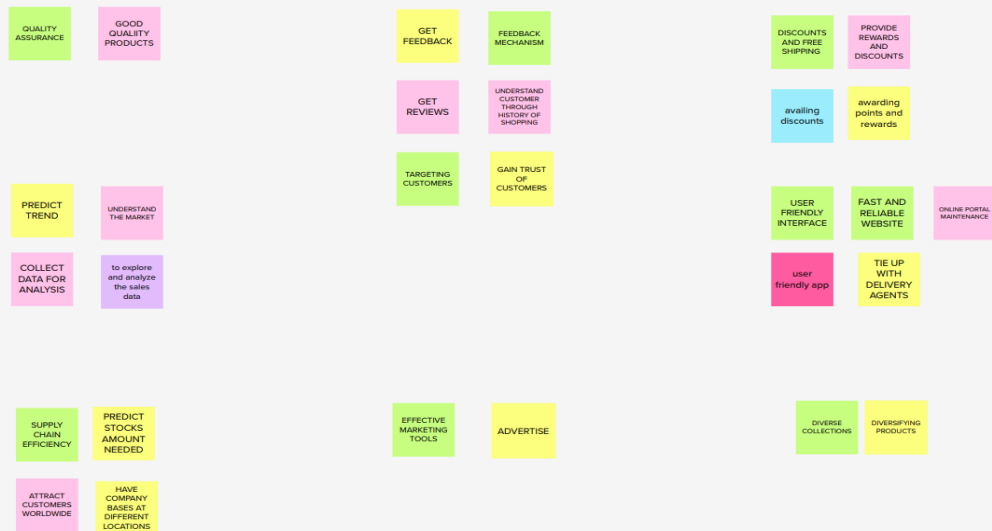 QUALITY
ASSURANCE
GOOD
QUALIITY
PRODUCTS
GET
FEEDBACK
FEEDBACK
MECHANISM
DISCOUNTS
AND FREE
SHIPPING
PROVIDE
REWARDS
AND
DISCOUNTS
GET
REVIEWS
UNDERSTAND
CUSTOMER
THROUGH
HISTORY OF
SHOPPING
availing
discounts
awarding
points and
rewards
TARGETING
CUSTOMERS
GAIN TRUST
OF
CUSTOMERS
PREDICT
TREND
UNDERSTAND
THE MARKET
USER
FRIENDLY
INTERFACE
FAST AND
RELIABLE
WEBSITE
ONLINE PORTAL
MAINTENANCE
COLLECT
DATA FOR
ANALYSIS
to explore
and analyze
the sales
data
user
friendly app
TIE UP
WITH
DELIVERY
AGENTS
SUPPLY
CHAIN
EFFICIENCY
PREDICT
STOCKS
AMOUNT
NEEDED
EFFECTIVE
MARKETING
TOOLS
ADVERTISE
DIVERSE
COLLECTIONS
DIVERSIFYING
PRODUCTS
ATTRACT
CUSTOMERS
WORLDWIDE
HAVE
COMPANY
BASES AT
DIFFERENT
LOCATIONS